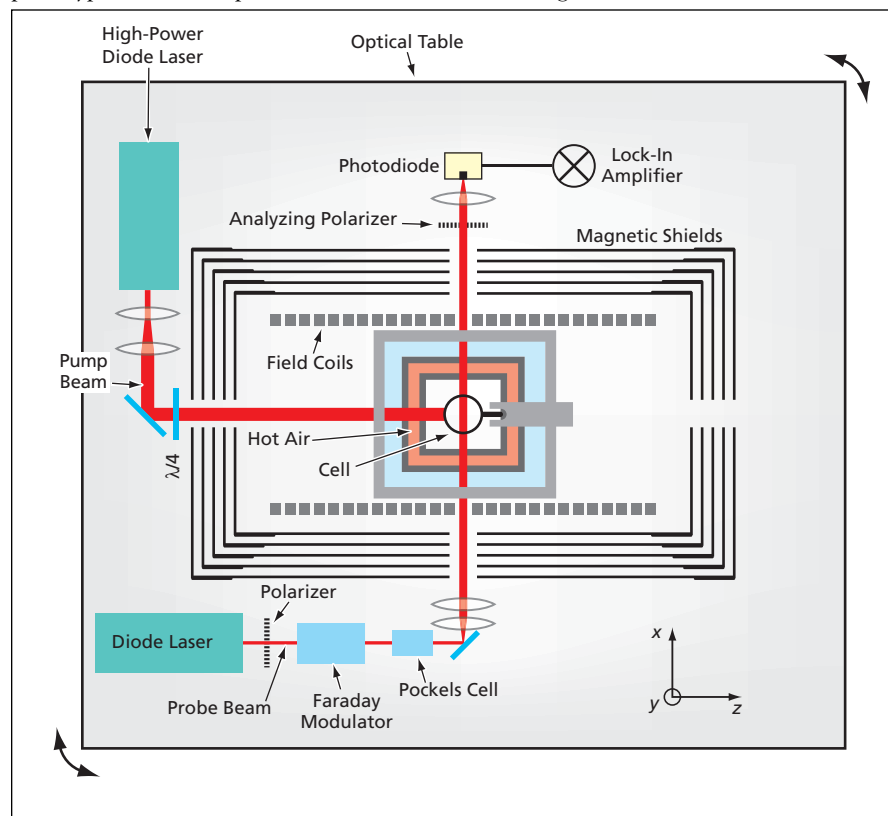 High-Power
Diode Laser
Optical Table
Photodiode
Lock-In
Amplifier
Analyzing Polarizer
Magnetic Shields
Field Coils
Pump
Beam
Hot Air
λ/4
Cell
Polarizer
Diode Laser
Probe Beam
Faraday
Modulator
Pockels Cell
x
y
z